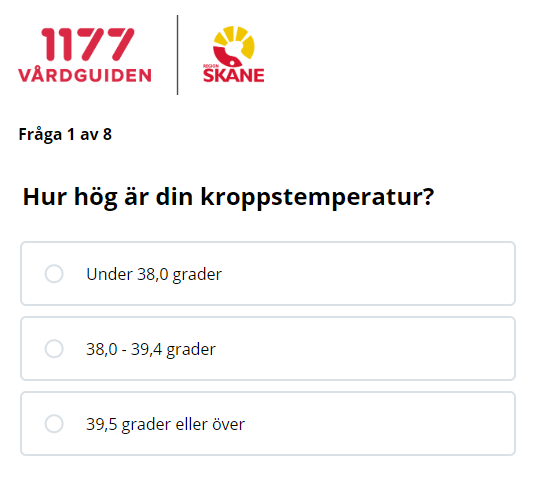 1177
VÅRDGUIDEN
REGION
SKÅNE
Fråga 1 av 8
Hur hög är din kroppstemperatur?
Under 38,0 grader
38,0 - 39,4 grader
39,5 grader eller över